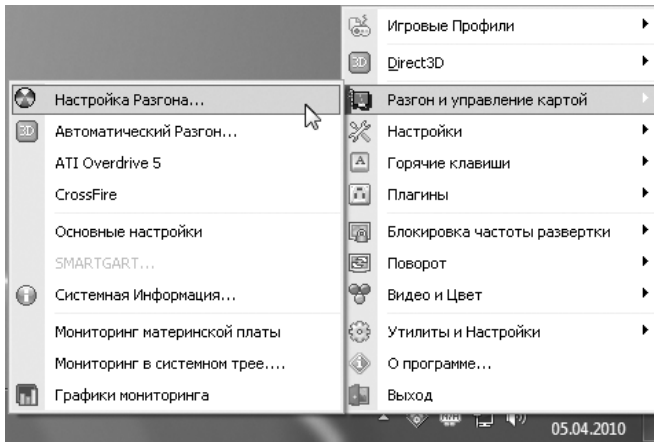 Игровые Профили
Direct3D
Разгон и управление картой
Настройки
Горячие клавиши
Плагины
Блокировка частоты развертки
Поворот
Видео и Цвет
Утилиты и Настройки
О программе...
Выход
Настройка Разгона...
3D Автоматический Разгон...
ATI Overdrive 5
CrossFire
Основные настройки
SMARTGART...
Системная Информация...
Мониторинг материнской платы
Мониторинг в системном трее....
Графики мониторинга
05.04.2010